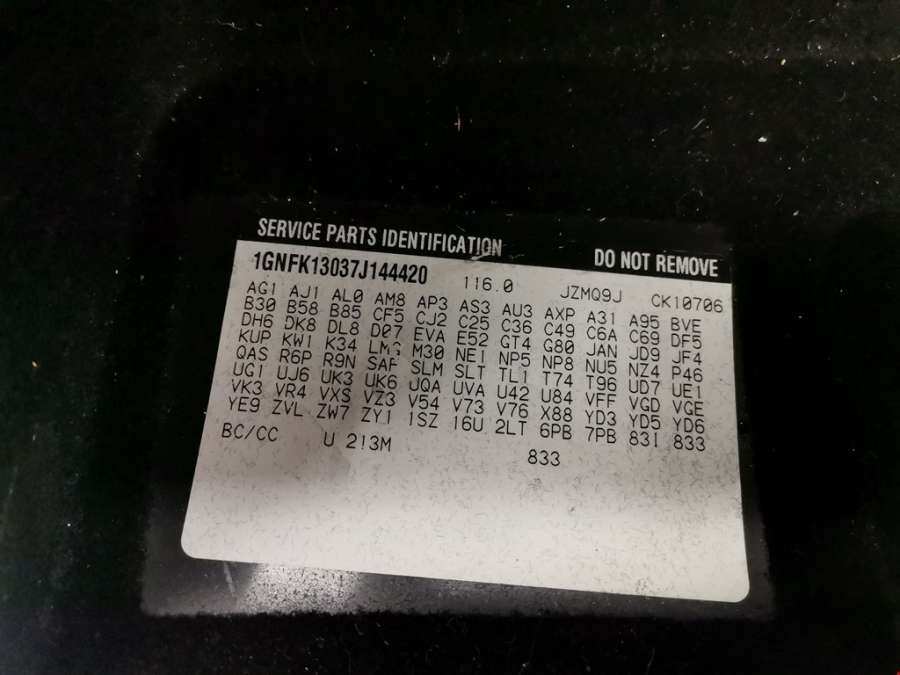 SERVICE PARTS IDENTIFICATION DO NOT REMOVE
1GNFK13037J144420 116.0 JZMQ9J CK10706
AG1 AJ1 AL0 AM8 AP3 AS3 AU3 AXP A31 A95 BVE
B30 B58 B85 CF5 CJ2 C25 C36 C49 C6A C69 DF5
DH6 DK8 DL8 D07 EVA E52 GT4 G80 JAN JD9 JF4
KUP KW1 K34 M30 NE1 NP5 NP8 NU5 NZ4 P46
QAS R6P R9N SAF SLM SLT TL1 T74 T96 UD7 UE1
UG1 UJ6 UK3 UK6 UQA UVA U42 U84 VFF VGD VGE
VK3 VR4 VXS VZ3 V54 V73 V76 X88 YD3 YD5 YD6
YE9 ZVL ZW7 ZY1 1SZ 16U 2LT 6PB 7PB 831 833
BC/CC U 213M 833